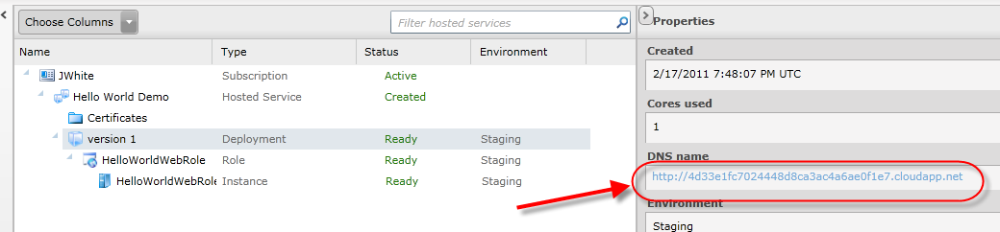 Choose Columns Filter hosted services
Name Type Status Environment
JWhite Subscription Active
Hello World Demo Hosted Service Created
Certificates
version 1 Deployment Ready Staging
HelloWorldWebRole Role Ready Staging
HelloWorldWebRole Instance Ready Staging
Properties
Created
2/17/2011 7:48:07 PM UTC
Cores used
1
DNS name
http://4d33e1fc7024448d8ca3ac4a6ae0f1e7.cloudapp.net
Environment
Staging